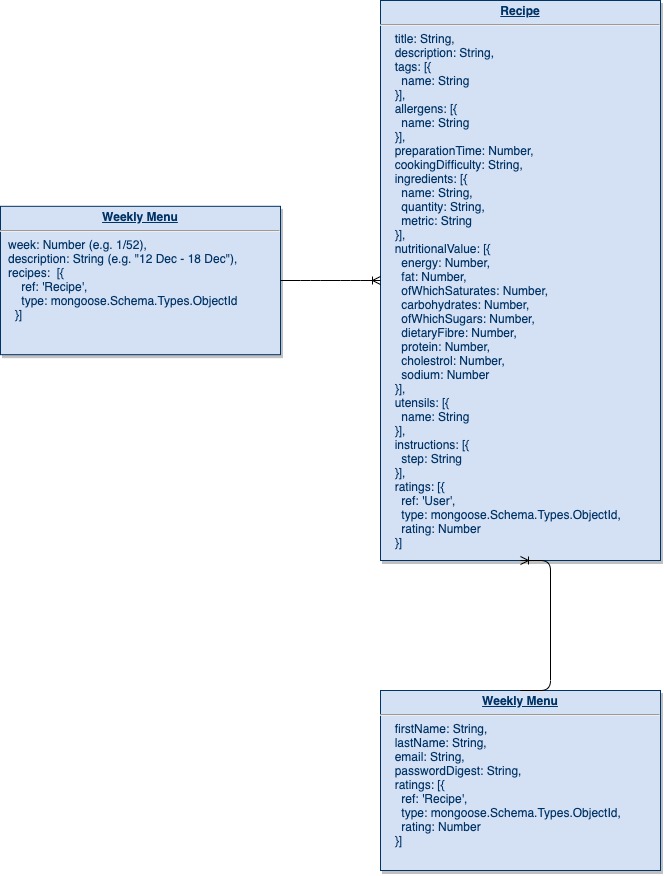 Recipe
title: String,
description: String,
tags: [{
name: String
}],
allergens: [{
name: String
}],
preparationTime: Number,
cookingDifficulty: String,
ingredients: [{
name: String,
quantity: String,
metric: String
}],
nutritionalValue: [{
energy: Number,
fat: Number,
ofWhichSaturates: Number,
carbohydrates: Number,
ofWhichSugars: Number,
dietaryFibre: Number,
protein: Number,
cholestrol: Number,
sodium: Number
}],
utensils: [{
name: String
}],
instructions: [{
step: String
}],
ratings: [{
ref: 'User',
type: mongoose.Schema.Types.ObjectId,
rating: Number
}]
Weekly Menu
week: Number (e.g. 1/52),
description: String (e.g. "12 Dec - 18 Dec"),
recipes: [{
ref: 'Recipe',
type: mongoose.Schema.Types.ObjectId
}]
Weekly Menu
firstName: String,
lastName: String,
email: String,
passwordDigest: String,
ratings: [{
ref: 'Recipe',
type: mongoose.Schema.Types.ObjectId,
rating: Number
}]